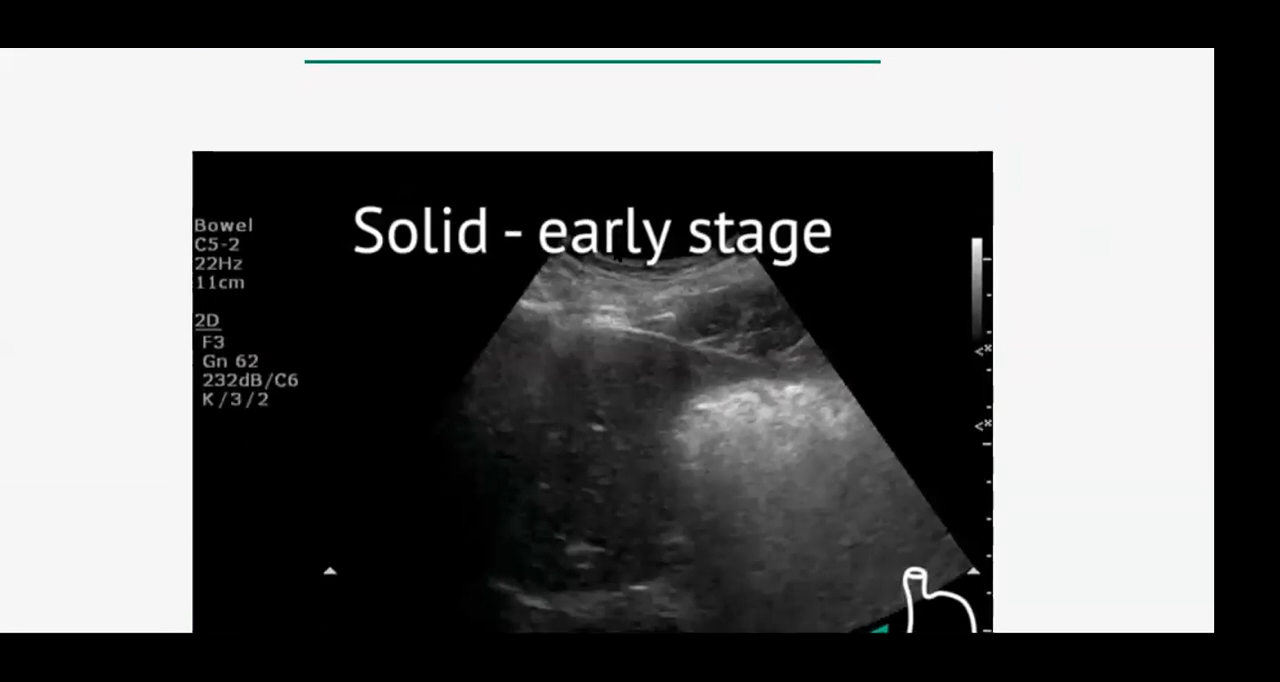 Solid - early stage
Bowel
C5-2
22Hz
11cm
2D
F3
Gn 62
232dB/C6
K/3/2